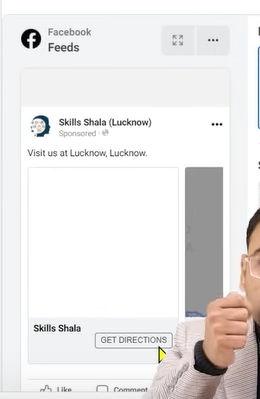 Facebook
Feeds
Skills Shala (Lucknow)
Sponsored ·
Visit us at Lucknow, Lucknow.
Skills Shala
GET DIRECTIONS
Like
Comment